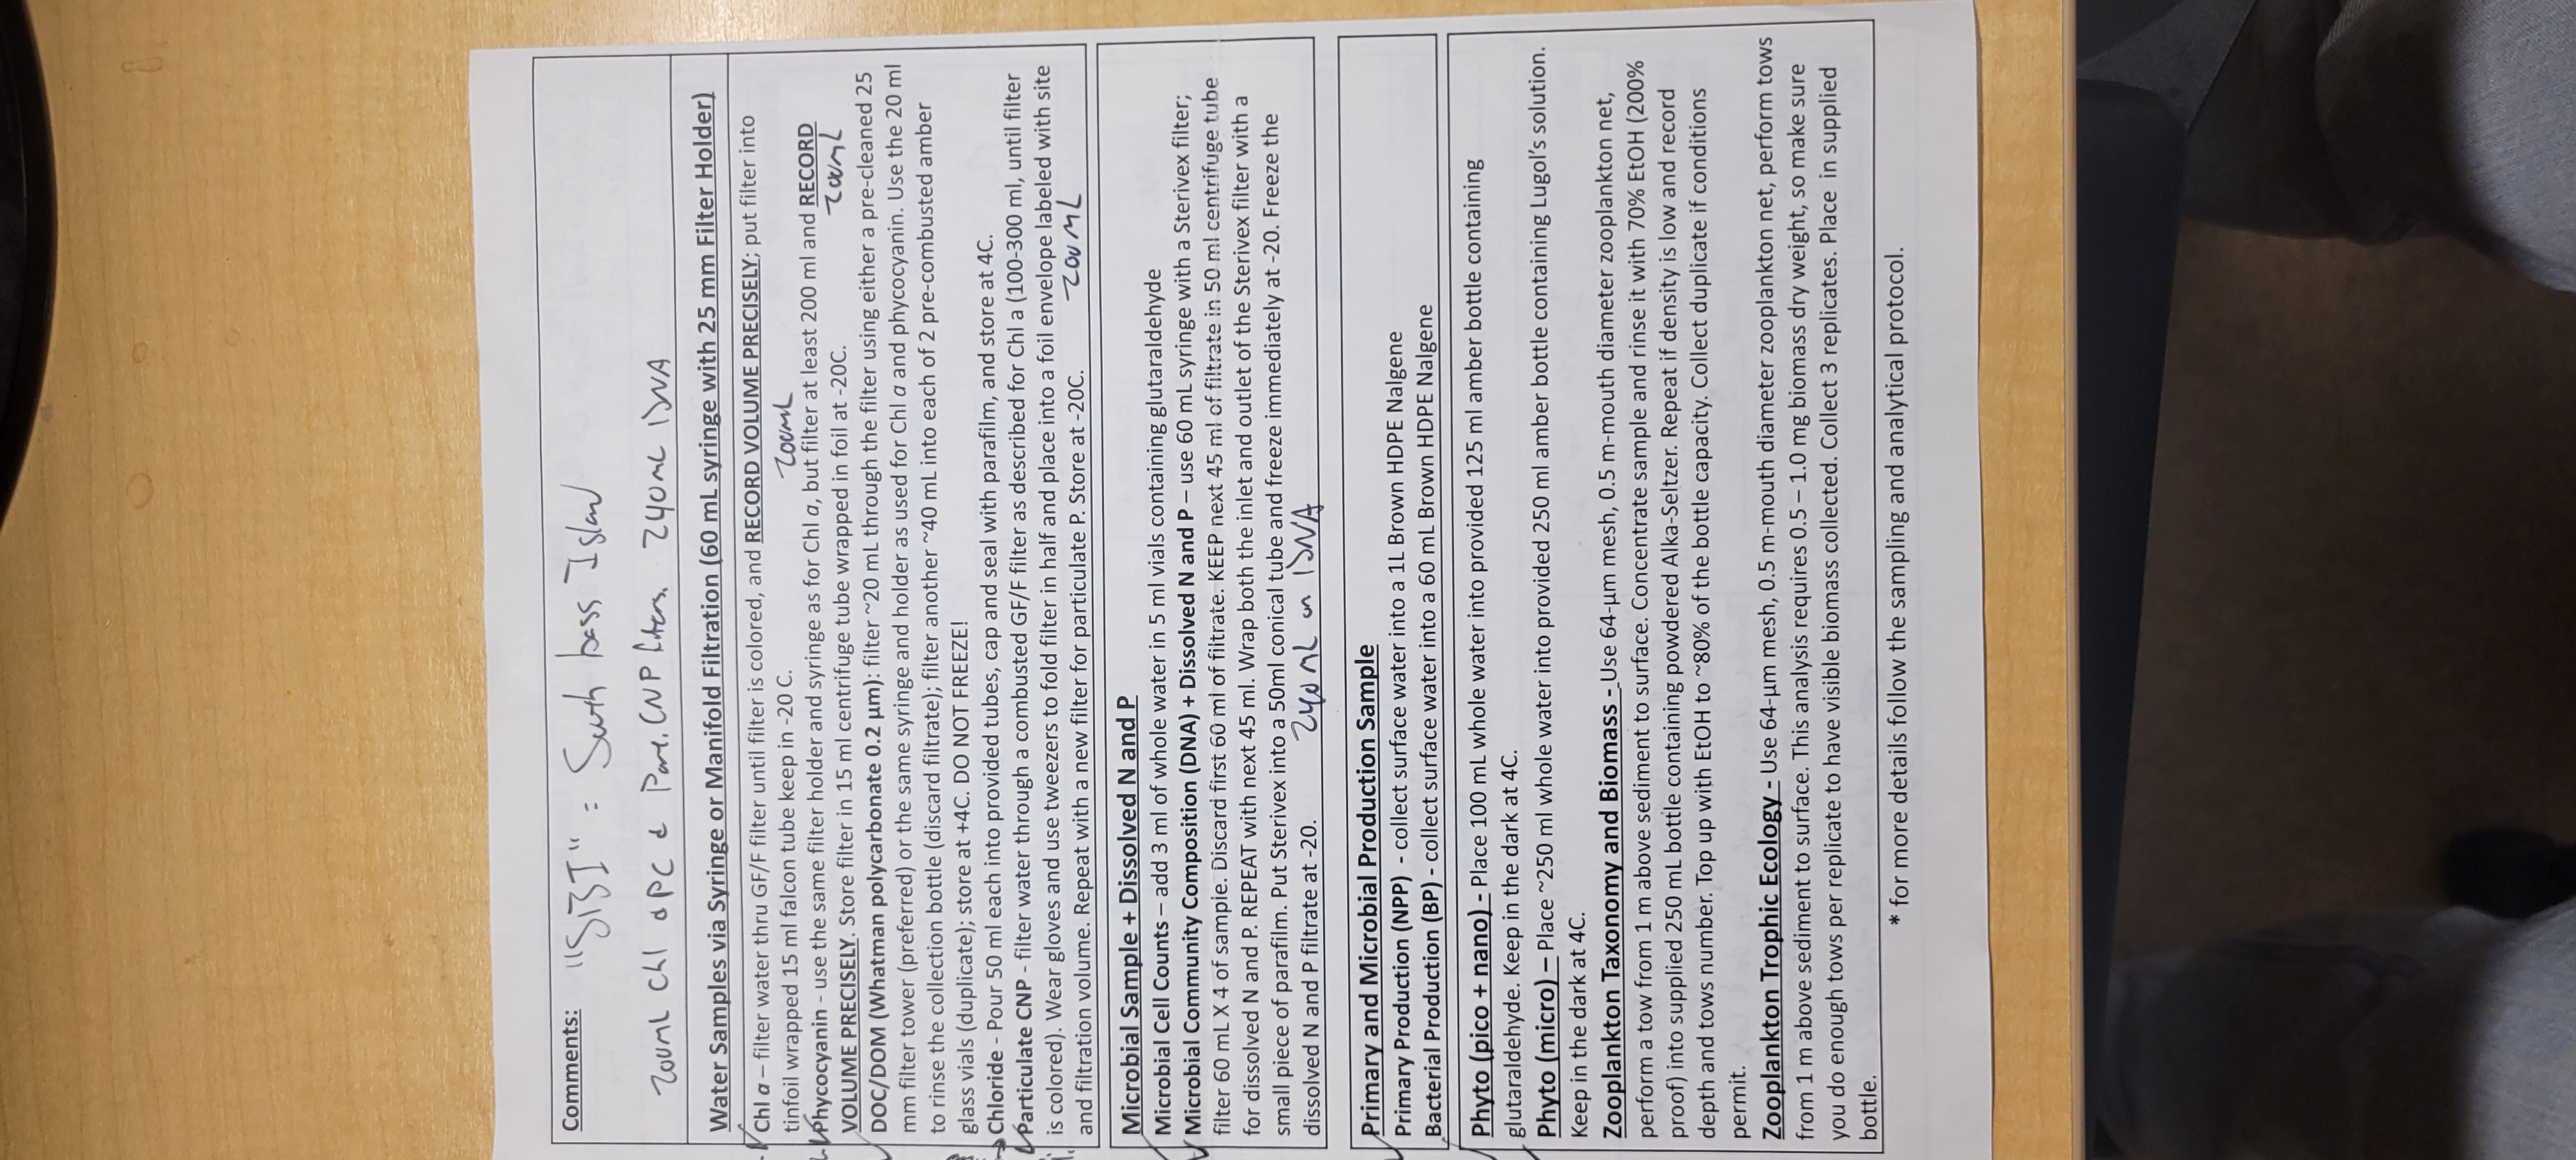 Comments: "SISI" = South bass Island
200ml Chl a PC & Part. CNP filters. 240mL DNA
Water Samples via Syringe or Manifold Filtration (60 mL syringe with 25 mm Filter Holder)
Chl a – filter water thru GF/F filter until filter is colored, and RECORD VOLUME PRECISELY; put filter into
tinfoil wrapped 15 ml falcon tube keep in -20 C. 200mL
Phycocyanin - use the same filter holder and syringe as for Chl a, but filter at least 200 ml and RECORD
VOLUME PRECISELY. Store filter in 15 ml centrifuge tube wrapped in foil at -20C. 200mL
DOC/DOM (Whatman polycarbonate 0.2 µm): filter ~20 mL through the filter using either a pre-cleaned 25
mm filter tower (preferred) or the same syringe and holder as used for Chl a and phycocyanin. Use the 20 ml
to rinse the collection bottle (discard filtrate); filter another ~40 mL into each of 2 pre-combusted amber
glass vials (duplicate); store at +4C. DO NOT FREEZE!
Chloride - Pour 50 ml each into provided tubes, cap and seal with parafilm, and store at 4C.
Particulate CNP - filter water through a combusted GF/F filter as described for Chl a (100-300 ml, until filter
is colored). Wear gloves and use tweezers to fold filter in half and place into a foil envelope labeled with site
and filtration volume. Repeat with a new filter for particulate P. Store at -20C. 200mL
Microbial Sample + Dissolved N and P
Microbial Cell Counts – add 3 ml of whole water in 5 ml vials containing glutaraldehyde
Microbial Community Composition (DNA) + Dissolved N and P – use 60 mL syringe with a Sterivex filter;
filter 60 mL X 4 of sample. Discard first 60 ml of filtrate. KEEP next 45 ml of filtrate in 50 ml centrifuge tube
for dissolved N and P. REPEAT with next 45 ml. Wrap both the inlet and outlet of the Sterivex filter with a
small piece of parafilm. Put Sterivex into a 50ml conical tube and freeze immediately at -20. Freeze the
dissolved N and P filtrate at -20. 240mL on DNA
Primary and Microbial Production Sample
Primary Production (NPP) - collect surface water into a 1L Brown HDPE Nalgene
Bacterial Production (BP) - collect surface water into a 60 mL Brown HDPE Nalgene
Phyto (pico + nano) - Place 100 mL whole water into provided 125 ml amber bottle containing
glutaraldehyde. Keep in the dark at 4C.
Phyto (micro) – Place ~250 ml whole water into provided 250 ml amber bottle containing Lugol's solution.
Keep in the dark at 4C.
Zooplankton Taxonomy and Biomass - Use 64-µm mesh, 0.5 m-mouth diameter zooplankton net,
perform a tow from 1 m above sediment to surface. Concentrate sample and rinse it with 70% EtOH (200%
proof) into supplied 250 mL bottle containing powdered Alka-Seltzer. Repeat if density is low and record
depth and tows number. Top up with EtOH to ~80% of the bottle capacity. Collect duplicate if conditions
permit.
Zooplankton Trophic Ecology - Use 64-µm mesh, 0.5 m-mouth diameter zooplankton net, perform tows
from 1 m above sediment to surface. This analysis requires 0.5 – 1.0 mg biomass dry weight, so make sure
you do enough tows per replicate to have visible biomass collected. Collect 3 replicates. Place in supplied
bottle.
* for more details follow the sampling and analytical protocol.